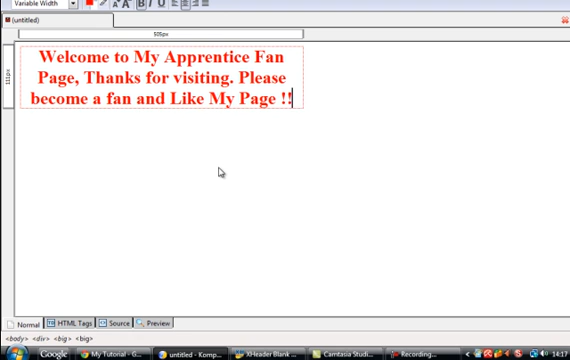 Variable Width
(untitled)
505px
111px
Welcome to My Apprentice Fan
Page, Thanks for visiting. Please
become a fan and Like My Page !!
Normal
HTML Tags
Source
Preview
<body> <div> <big> <big>
Google
My Tutorial - G...
untitled - Komp...
XHeader Blank ...
Camtasia Studi...
Recording...
14:17